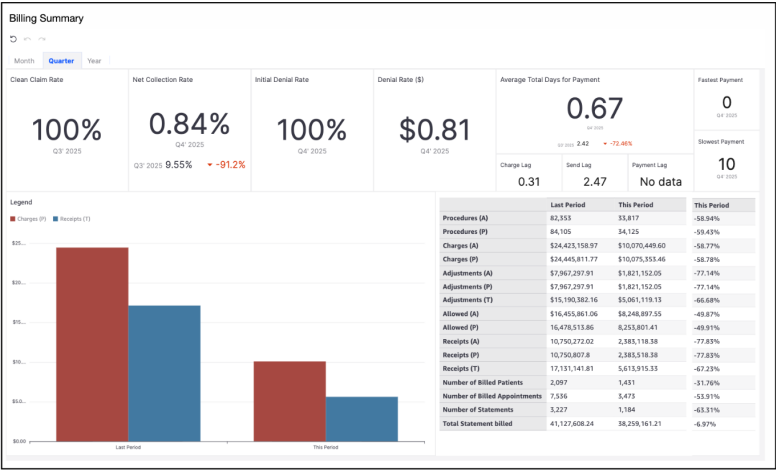 Billing Summary
Month Quarter Year
Clean Claim Rate
100%
Q3' 2025
Net Collection Rate
0.84%
Q4' 2025
Q3' 2025 9.55% -91.2%
Initial Denial Rate
100%
Q4' 2025
Denial Rate ($)
$0.81
Q4' 2025
Average Total Days for Payment
0.67
Q4' 2025
Q3' 2025 2.42 -72.46%
Charge Lag
0.31
Send Lag
2.47
Payment Lag
No data
Fastest Payment
0
Q4' 2025
Slowest Payment
10
Q4' 2025
Legend
Charges (P) Receipts (T)
$25...
$20...
$15...
$10...
$5.0...
$0.00
Last Period This Period
Last Period This Period This Period
Procedures (A) 82,353 33,817 -58.94%
Procedures (P) 84,105 34,125 -59.43%
Charges (A) $24,423,158.97 $10,070,449.60 -58.77%
Charges (P) $24,445,811.77 $10,075,353.46 -58.78%
Adjustments (A) $7,967,297.91 $1,821,152.05 -77.14%
Adjustments (P) $7,967,297.91 $1,821,152.05 -77.14%
Adjustments (T) $15,190,382.16 $5,061,119.13 -66.68%
Allowed (A) $16,455,861.06 $8,248,897.55 -49.87%
Allowed (P) 16,478,513.86 8,253,801.41 -49.91%
Receipts (A) 10,750,272.02 2,383,118.38 -77.83%
Receipts (P) 10,750,807.8 2,383,518.38 -77.83%
Receipts (T) 17,131,141.81 5,613,915.33 -67.23%
Number of Billed Patients 2,097 1,431 -31.76%
Number of Billed Appointments 7,536 3,473 -53.91%
Number of Statements 3,227 1,184 -63.31%
Total Statement billed 41,127,608.24 38,259,161.21 -6.97%